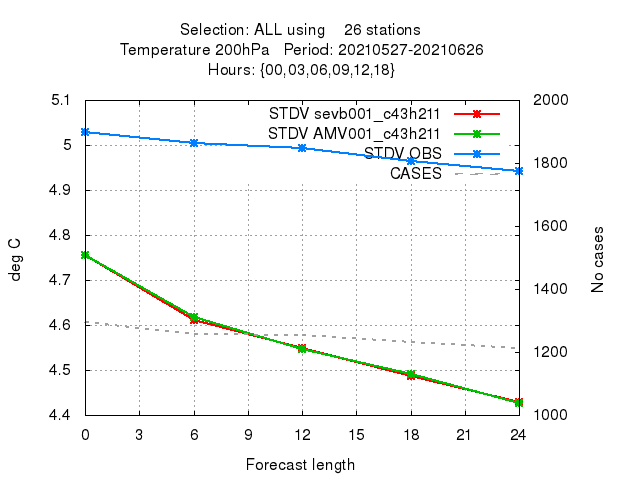 Selection: ALL using    26 stations
Temperature 200hPa   Period: 20210527-20210626
Hours: {00,03,06,09,12,18}
5.1
5
4.9
4.8
4.7
4.6
4.5
4.4
deg C
STDV sevb001_c43h211
STDV AMV001_c43h211
STDV OBS
CASES
2000
1800
1600
1400
1200
1000
No cases
0 3 6 9 12 15 18 21 24
Forecast length